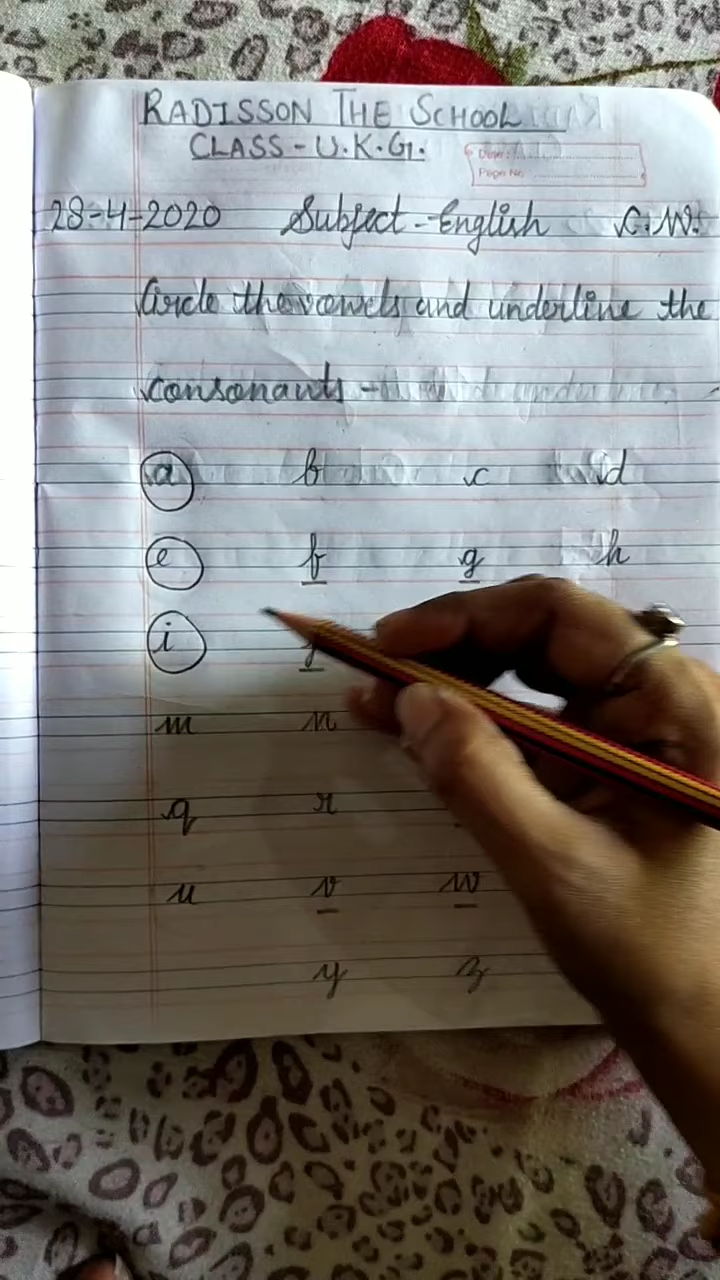 RADISSON THE SCHOOL
CLASS - U.K.G.
Date:
Page No.
28-4-2020 Subject - English C.W.
Circle the vowels and underline the
consonants -
a b c d
e f g h
i j
m n
q r
u v w
y z